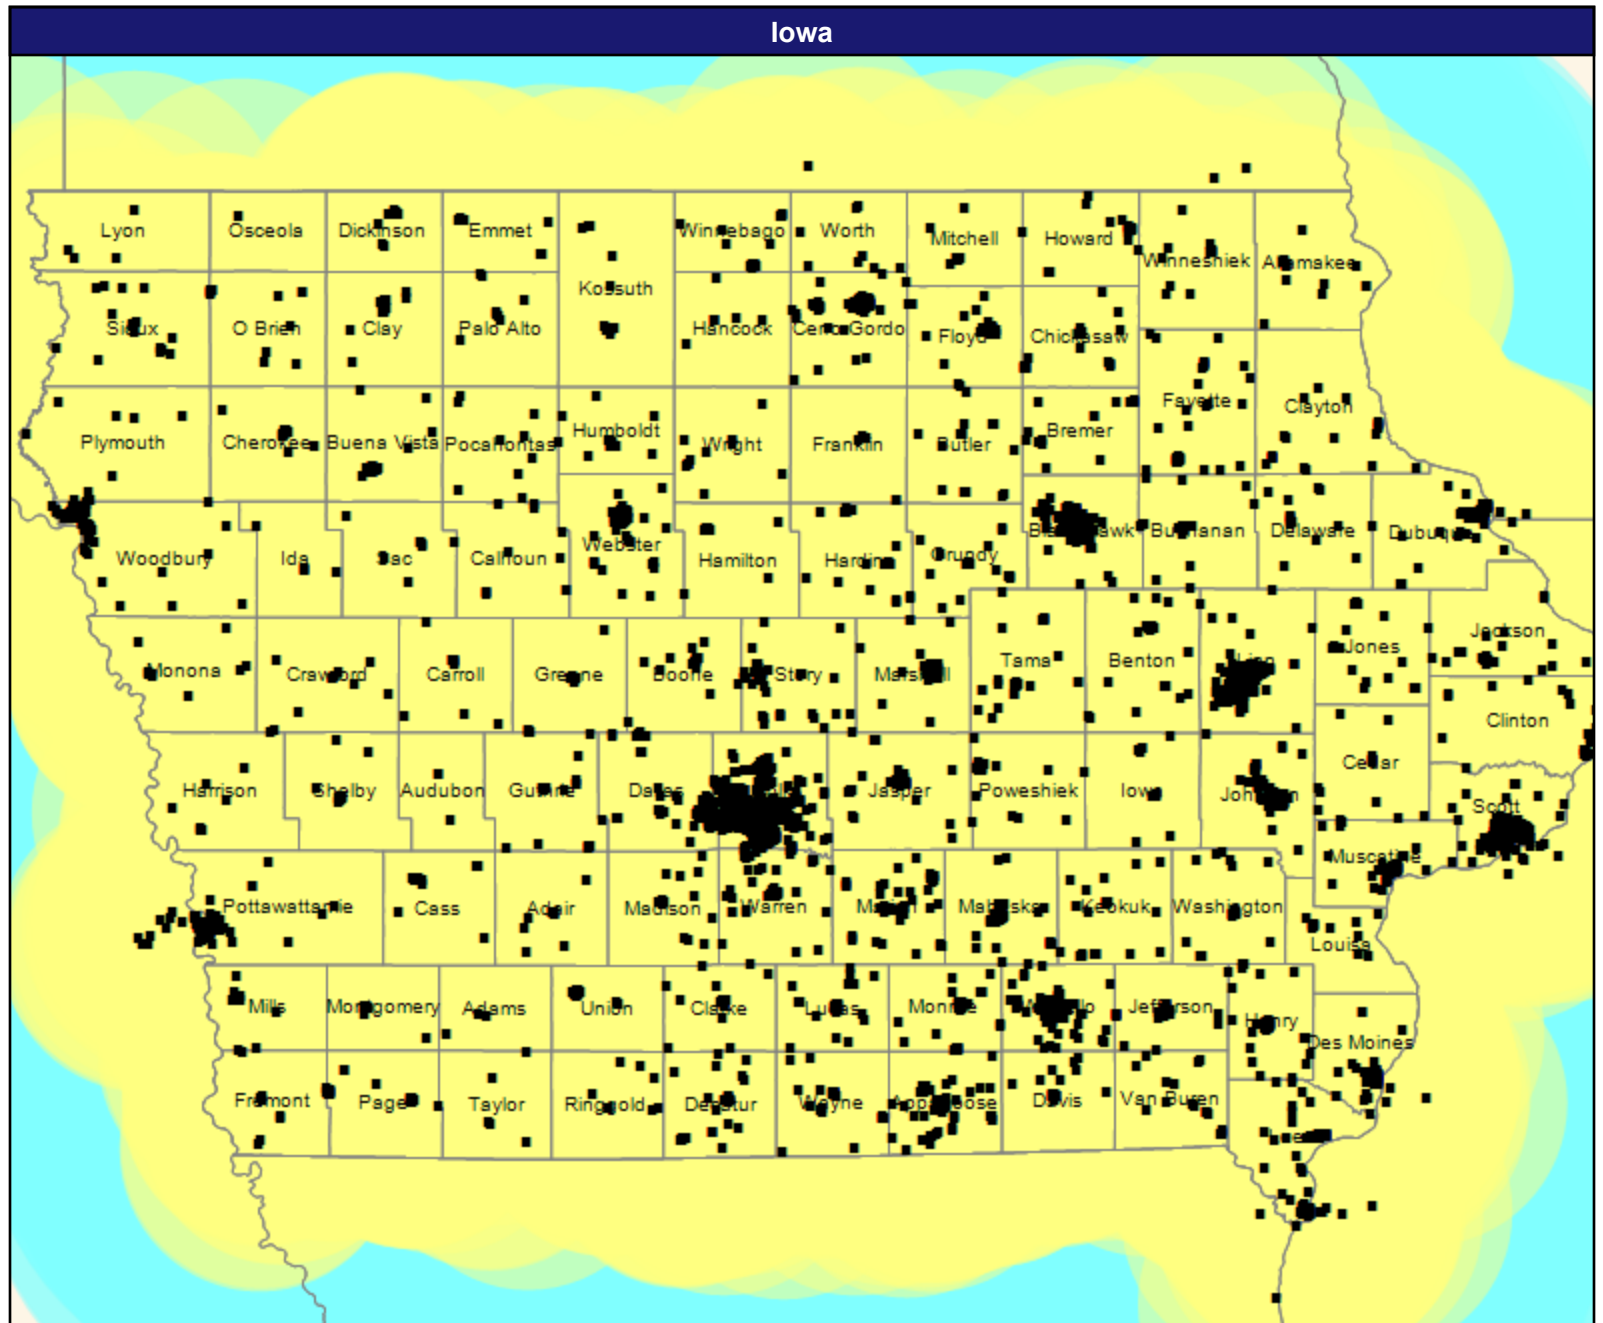 Iowa
Lyon
Osceola
Dickinson
Emmet
Winnebago
Worth
Mitchell
Howard
Winneshiek
Allamakee
Kossuth
Sioux
O Brien
Clay
Palo Alto
Hancock
Cerro Gordo
Floyd
Chickasaw
Fayette
Clayton
Plymouth
Cherokee
Buena Vista
Pocahontas
Humboldt
Wright
Franklin
Butler
Bremer
Woodbury
Ida
Sac
Calhoun
Webster
Hamilton
Hardin
Grundy
Black Hawk
Buchanan
Delaware
Dubuque
Monona
Crawford
Carroll
Greene
Boone
Story
Marshall
Tama
Benton
Linn
Jones
Jackson
Clinton
Harrison
Shelby
Audubon
Guthrie
Dallas
Polk
Jasper
Poweshiek
Iowa
Johnson
Cedar
Scott
Muscatine
Pottawattamie
Cass
Adair
Madison
Warren
Marion
Mahaska
Keokuk
Washington
Louisa
Mills
Montgomery
Adams
Union
Clarke
Lucas
Monroe
Wapello
Jefferson
Henry
Des Moines
Fremont
Page
Taylor
Ringgold
Decatur
Wayne
Appanoose
Davis
Van Buren
Lee